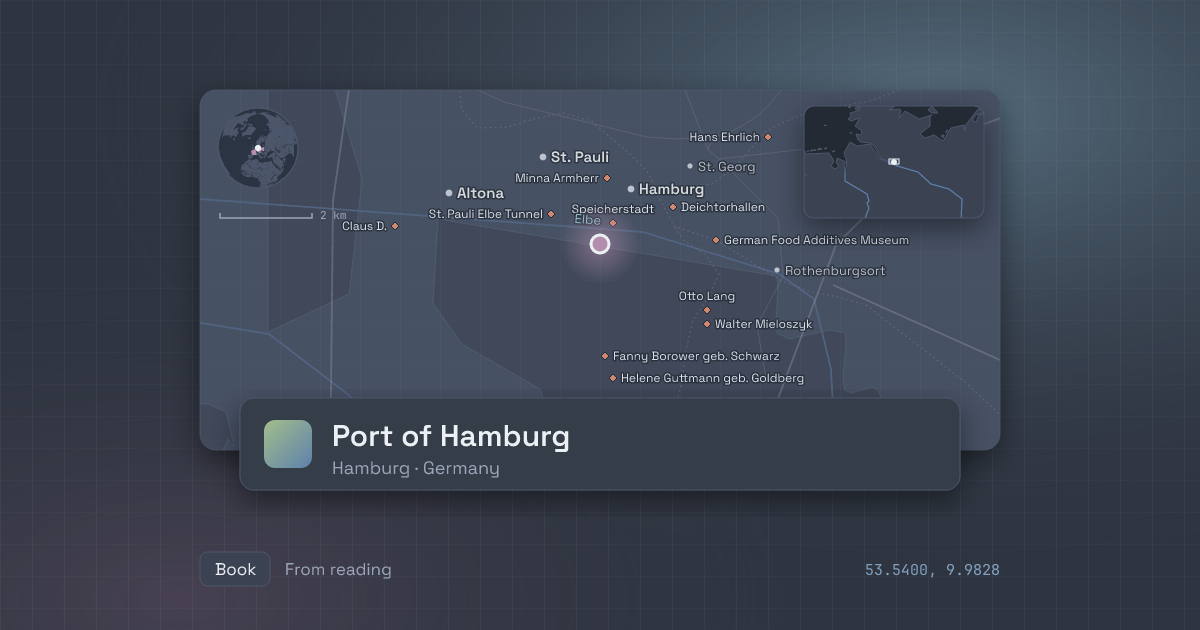 Hans Ehrlich
St. Pauli
St. Georg
Minna Armherr
Altona
Hamburg
2 km
St. Pauli Elbe Tunnel
Speicherstadt
Deichtorhallen
Elbe
Claus D.
German Food Additives Museum
Rothenburgsort
Otto Lang
Walter Mieloszyk
Fanny Borower geb. Schwarz
Helene Guttmann geb. Goldberg
Port of Hamburg
Hamburg · Germany
Book
From reading
53.5400, 9.9828